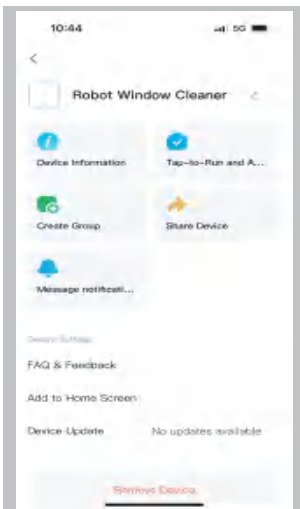 10:44
5G
Robot Window Cleaner
Device Information
Tap-to-Run and A...
Create Group
Share Device
Message notificati...
FAQ & Feedback
Add to Home Screen
Device Update
No updates available
Remove Device